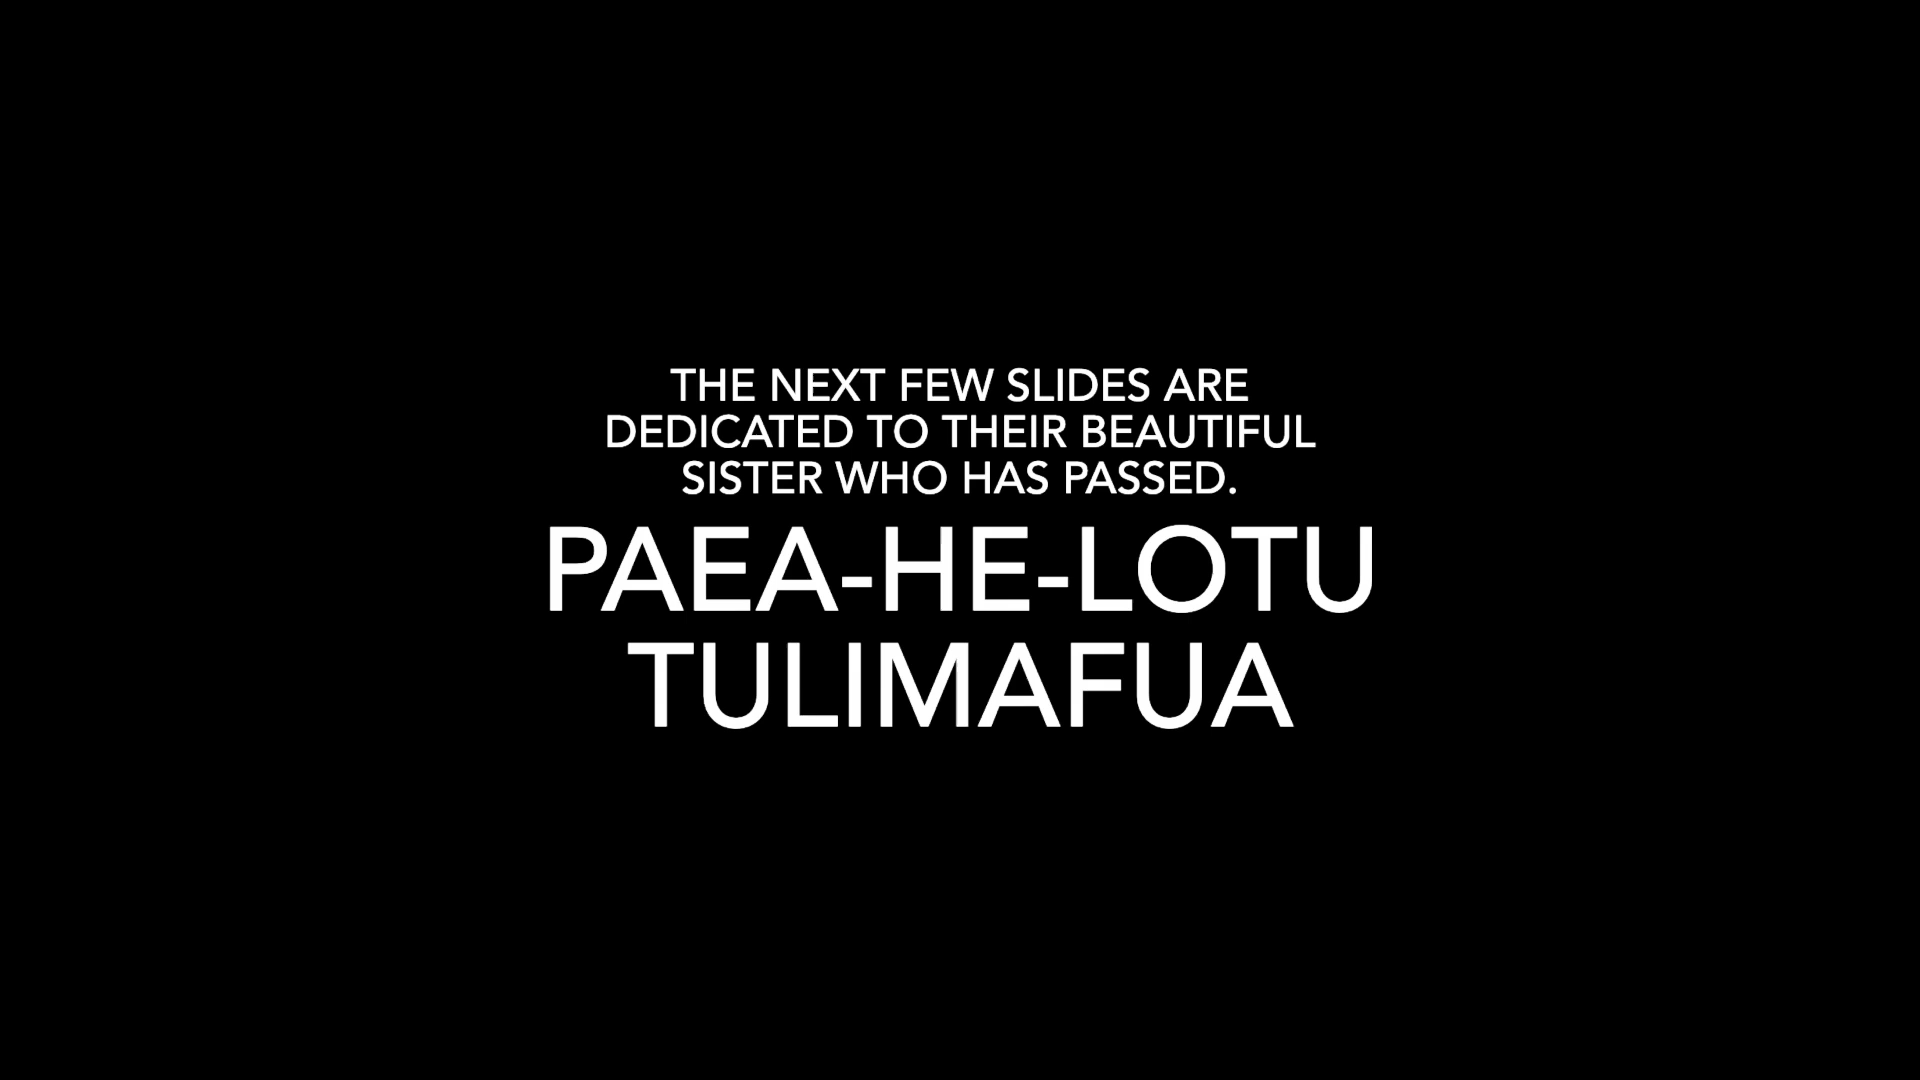 THE NEXT FEW SLIDES ARE
DEDICATED TO THEIR BEAUTIFUL
SISTER WHO HAS PASSED.
PAEA-HE-LOTU
TULIMAFUA